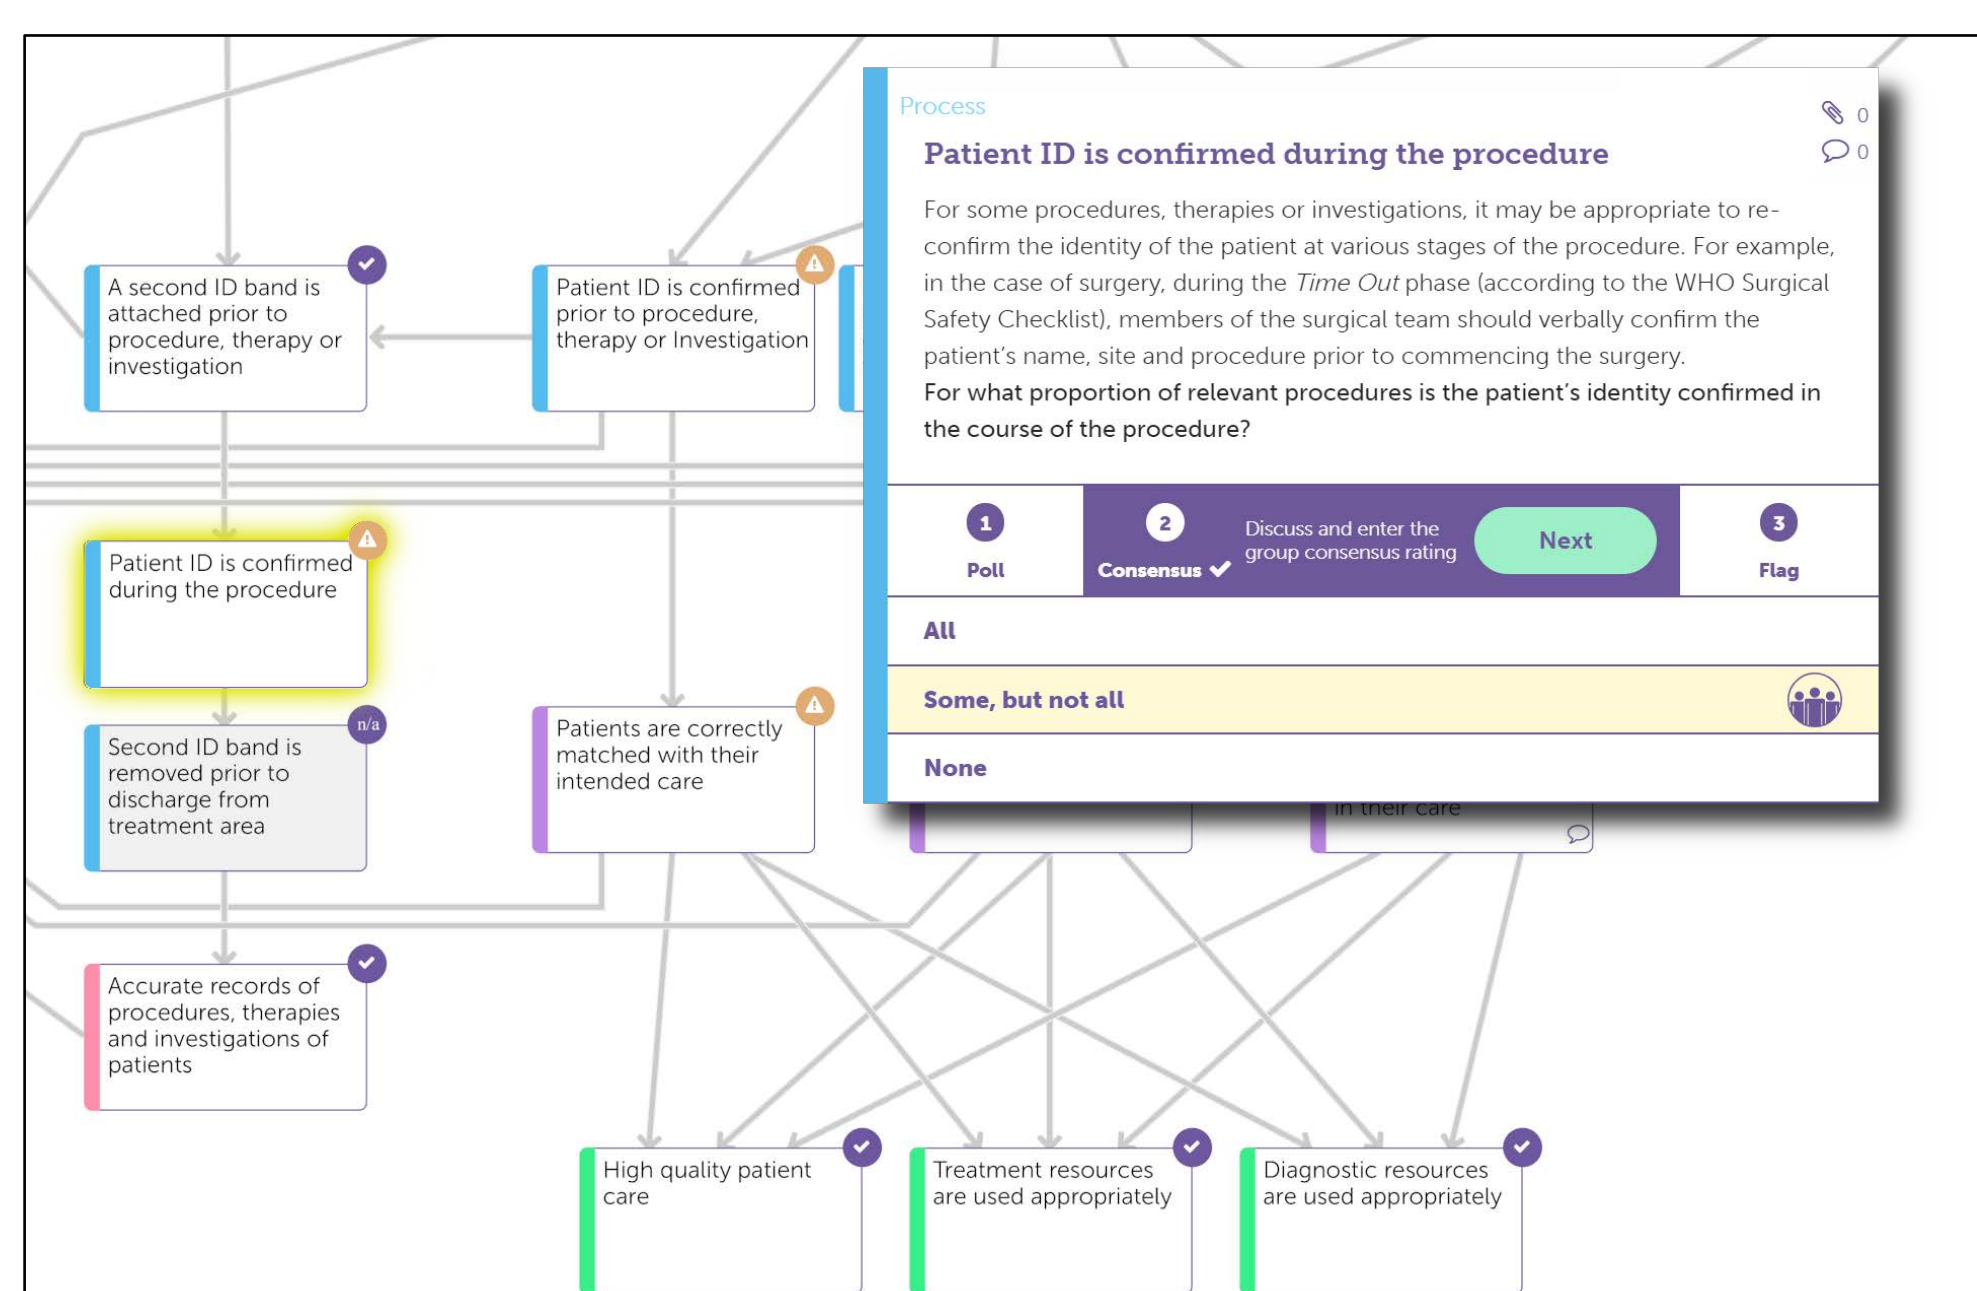 Process
0
Patient ID is confirmed during the procedure
0
For some procedures, therapies or investigations, it may be appropriate to re-
confirm the identity of the patient at various stages of the procedure. For example,
in the case of surgery, during the Time Out phase (according to the WHO Surgical
Safety Checklist), members of the surgical team should verbally confirm the
patient’s name, site and procedure prior to commencing the surgery.
For what proportion of relevant procedures is the patient’s identity confirmed in
the course of the procedure?
1
Poll
2
Consensus
Discuss and enter the
group consensus rating
Next
3
Flag
All
Some, but not all
None
A second ID band is
attached prior to
procedure, therapy or
investigation
Patient ID is confirmed
prior to procedure,
therapy or Investigation
Patient ID is confirmed
during the procedure
n/a
Second ID band is
removed prior to
discharge from
treatment area
Patients are correctly
matched with their
intended care
in their care
Accurate records of
procedures, therapies
and investigations of
patients
High quality patient
care
Treatment resources
are used appropriately
Diagnostic resources
are used appropriately